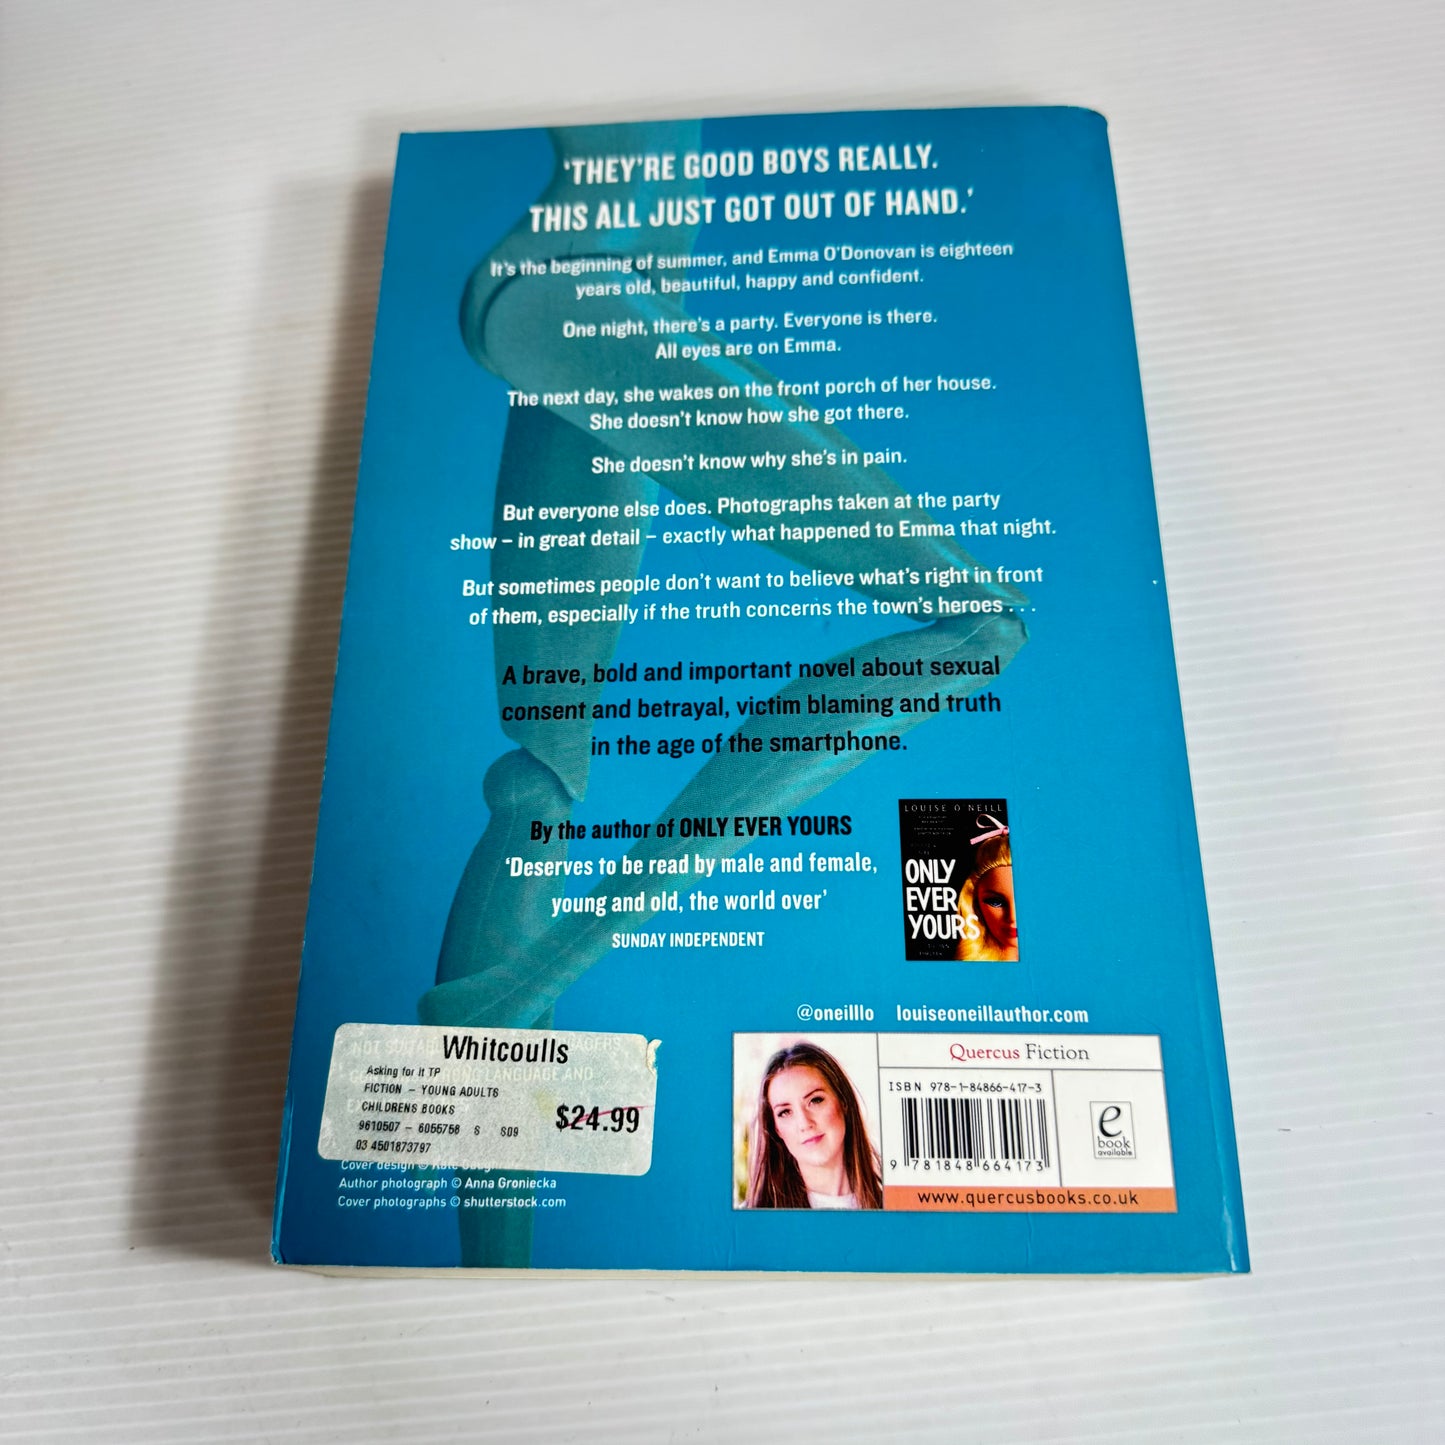 ‘THEY’RE GOOD BOYS REALLY.
THIS ALL JUST GOT OUT OF HAND.’
It’s the beginning of summer, and Emma O’Donovan is eighteen
years old, beautiful, happy and confident.
One night, there’s a party. Everyone is there.
All eyes are on Emma.
The next day, she wakes on the front porch of her house.
She doesn’t know how she got there.
She doesn’t know why she’s in pain.
But everyone else does. Photographs taken at the party
show – in great detail – exactly what happened to Emma that night.
But sometimes people don’t want to believe what’s right in front
of them, especially if the truth concerns the town’s heroes . . .
A brave, bold and important novel about sexual
consent and betrayal, victim blaming and truth
in the age of the smartphone.
By the author of ONLY EVER YOURS
‘Deserves to be read by male and female,
young and old, the world over’
SUNDAY INDEPENDENT
LOUISE O’NEILL
ONLY
EVER
YOURS
@oneilllo louiseoneillauthor.com
NOT
LANGUAGE AND
Whitcoulls
Asking for it TP
FICTION – YOUNG ADULTS
CHILDRENS BOOKS
9610507 – 6055758 S S09
03 4501873797
$24.99
Cover design ©
Author photograph © Anna Groniecka
Cover photographs © shutterstock.com
Quercus Fiction
ISBN 978-1-84866-417-3
9 781848 664173
e
book
available
www.quercusbooks.co.uk